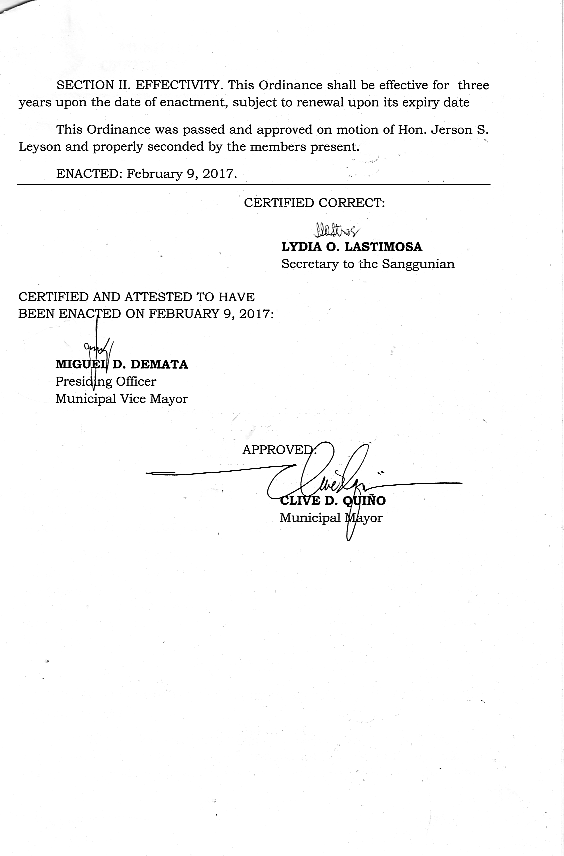 SECTION II. EFFECTIVITY. This Ordinance shall be effective for three
years upon the date of enactment, subject to renewal upon its expiry date
This Ordinance was passed and approved on motion of Hon. Jerson S.
Leyson and properly seconded by the members present.
ENACTED: February 9, 2017.
CERTIFIED CORRECT:
LYDIA O. LASTIMOSA
Secretary to the Sanggunian
CERTIFIED AND ATTESTED TO HAVE
BEEN ENACTED ON FEBRUARY 9, 2017:
MIGUEL D. DEMATA
Presiding Officer
Municipal Vice Mayor
APPROVED:
CLIVE D. QUIÑO
Municipal Mayor